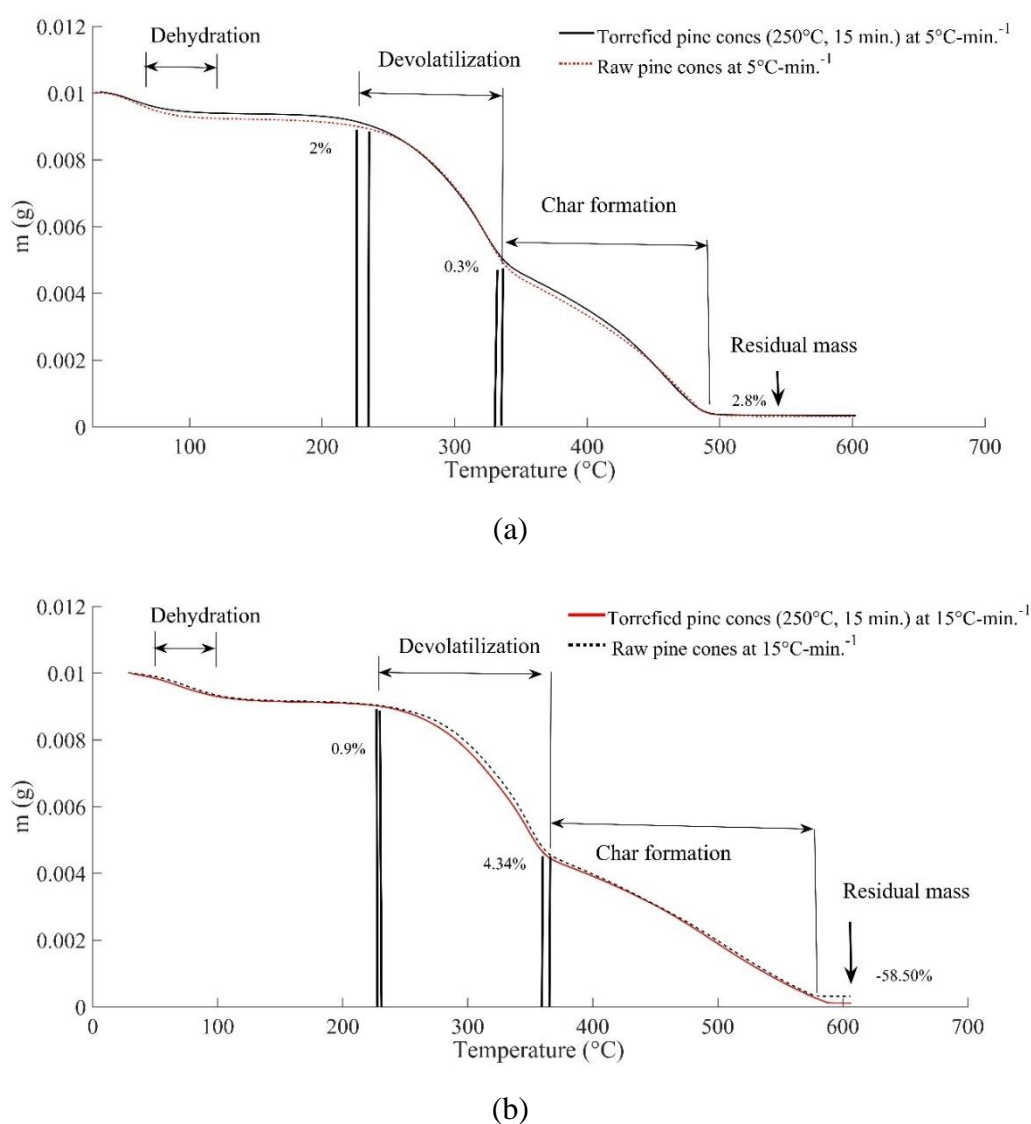 0.012
Dehydration
Torrefied pine cones (250°C, 15 min.) at 5°C-min.⁻¹
Devolatilization
Raw pine cones at 5°C-min.⁻¹
0.01
2%
0.008
Char formation
m (g)
0.006
0.3%
0.004
Residual mass
0.002
2.8%
0
100 200 300 400 500 600 700
Temperature (°C)
(a)
0.012
Dehydration
Torrefied pine cones (250°C, 15 min.) at 15°C-min.⁻¹
Devolatilization
Raw pine cones at 15°C-min.⁻¹
0.01
0.008
0.9%
m (g)
0.006
Char formation
4.34%
0.004
Residual mass
0.002
-58.50%
0
0 100 200 300 400 500 600 700
Temperature (°C)
(b)